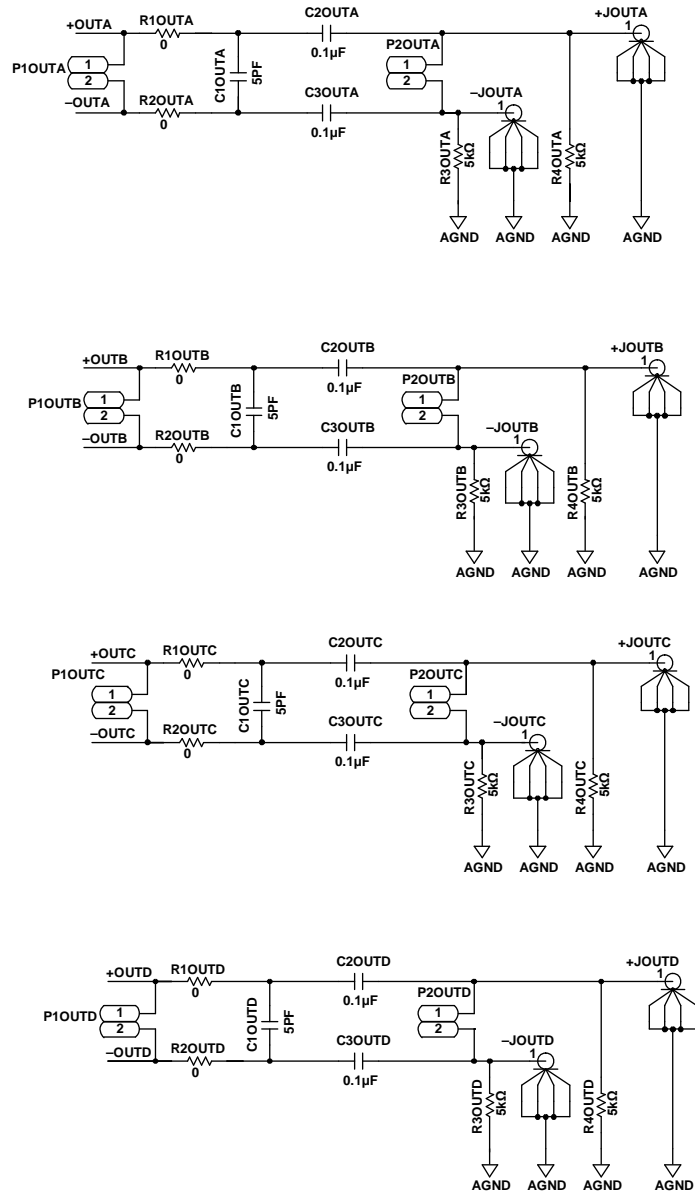 +OUTA
R1OUTA
0
C2OUTA
0.1µF
+JOUTA
1
P1OUTA
1
2
C1OUTA
5PF
P2OUTA
1
2
–OUTA
R2OUTA
0
C3OUTA
0.1µF
–JOUTA
1
R3OUTA
5kΩ
R4OUTA
5kΩ
AGND
AGND
AGND
AGND
+OUTB
R1OUTB
0
C2OUTB
0.1µF
+JOUTB
1
P1OUTB
1
2
C1OUTB
5PF
P2OUTB
1
2
–OUTB
R2OUTB
0
C3OUTB
0.1µF
–JOUTB
1
R3OUTB
5kΩ
R4OUTB
5kΩ
AGND
AGND
AGND
AGND
+OUTC
R1OUTC
0
C2OUTC
0.1µF
+JOUTC
1
P1OUTC
1
2
C1OUTC
5PF
P2OUTC
1
2
–OUTC
R2OUTC
0
C3OUTC
0.1µF
–JOUTC
1
R3OUTC
5kΩ
R4OUTC
5kΩ
AGND
AGND
AGND
AGND
+OUTD
R1OUTD
0
C2OUTD
0.1µF
+JOUTD
1
P1OUTD
1
2
C1OUTD
5PF
P2OUTD
1
2
–OUTD
R2OUTD
0
C3OUTD
0.1µF
–JOUTD
1
R3OUTD
5kΩ
R4OUTD
5kΩ
AGND
AGND
AGND
AGND